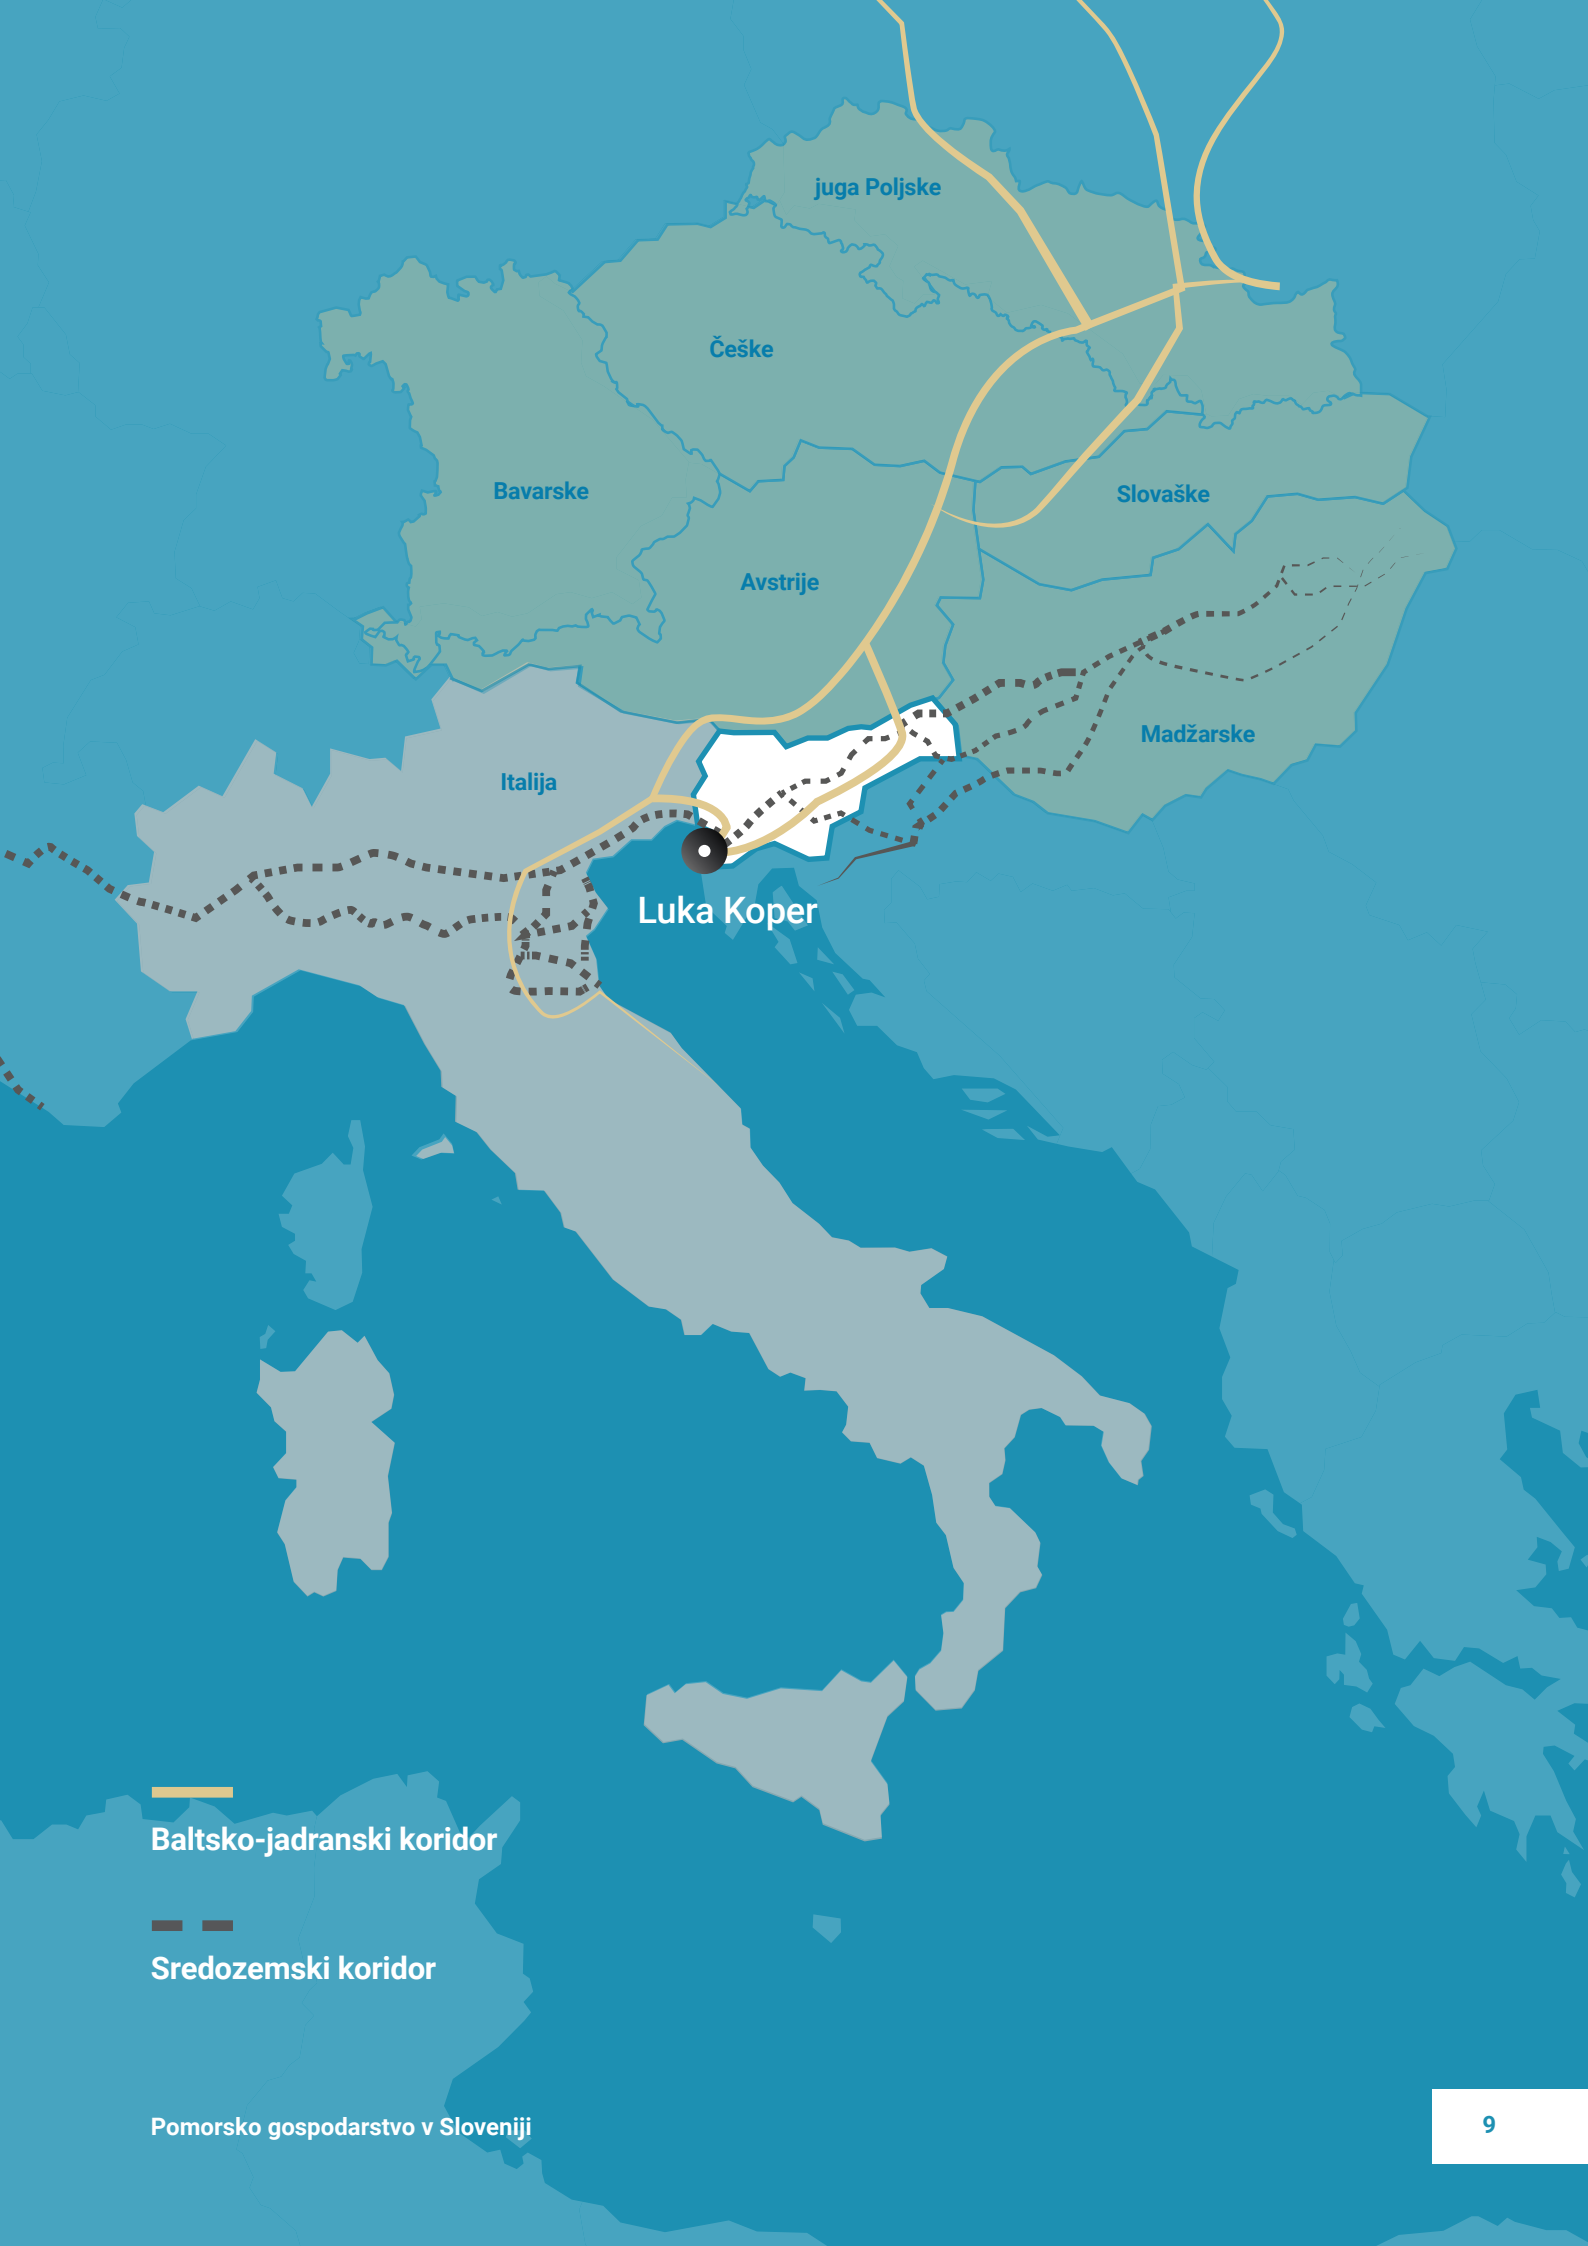 juga Poljske
Češke
Bavarske
Slovaške
Avstrije
Madžarske
Italija
Luka Koper
Baltsko-jadranski koridor
Sredozemski koridor
Pomorsko gospodarstvo v Sloveniji
9